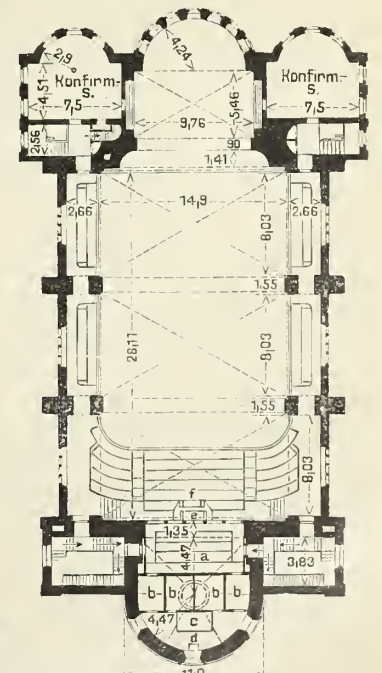 4,24
2,9
Konfirm-
S.
Konfirm-
S.
4,51
7,5
9,76
5,46
7,5
2,56
90
1,41
2,66
14,9
2,66
8,03
1,55
28,11
8,03
1,55
8,03
f
e
1,35
4,47
a
3,83
b
b
b
b
4,47
c
d